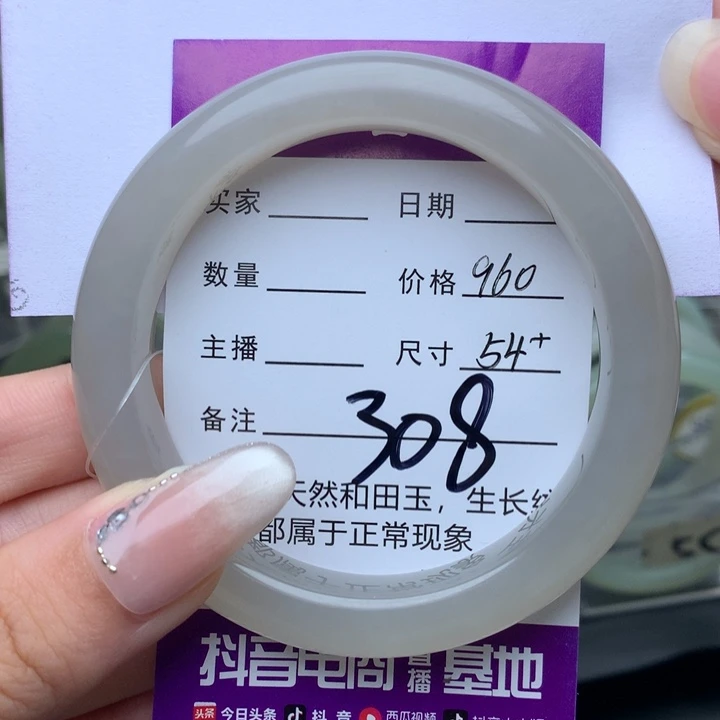 买家 日期
数量 价格 960
主播 尺寸 54+
备注 308
天然和田玉，生长纹
都属于正常现象
抖音电商直播基地
头条 今日头条 抖音 西瓜视频